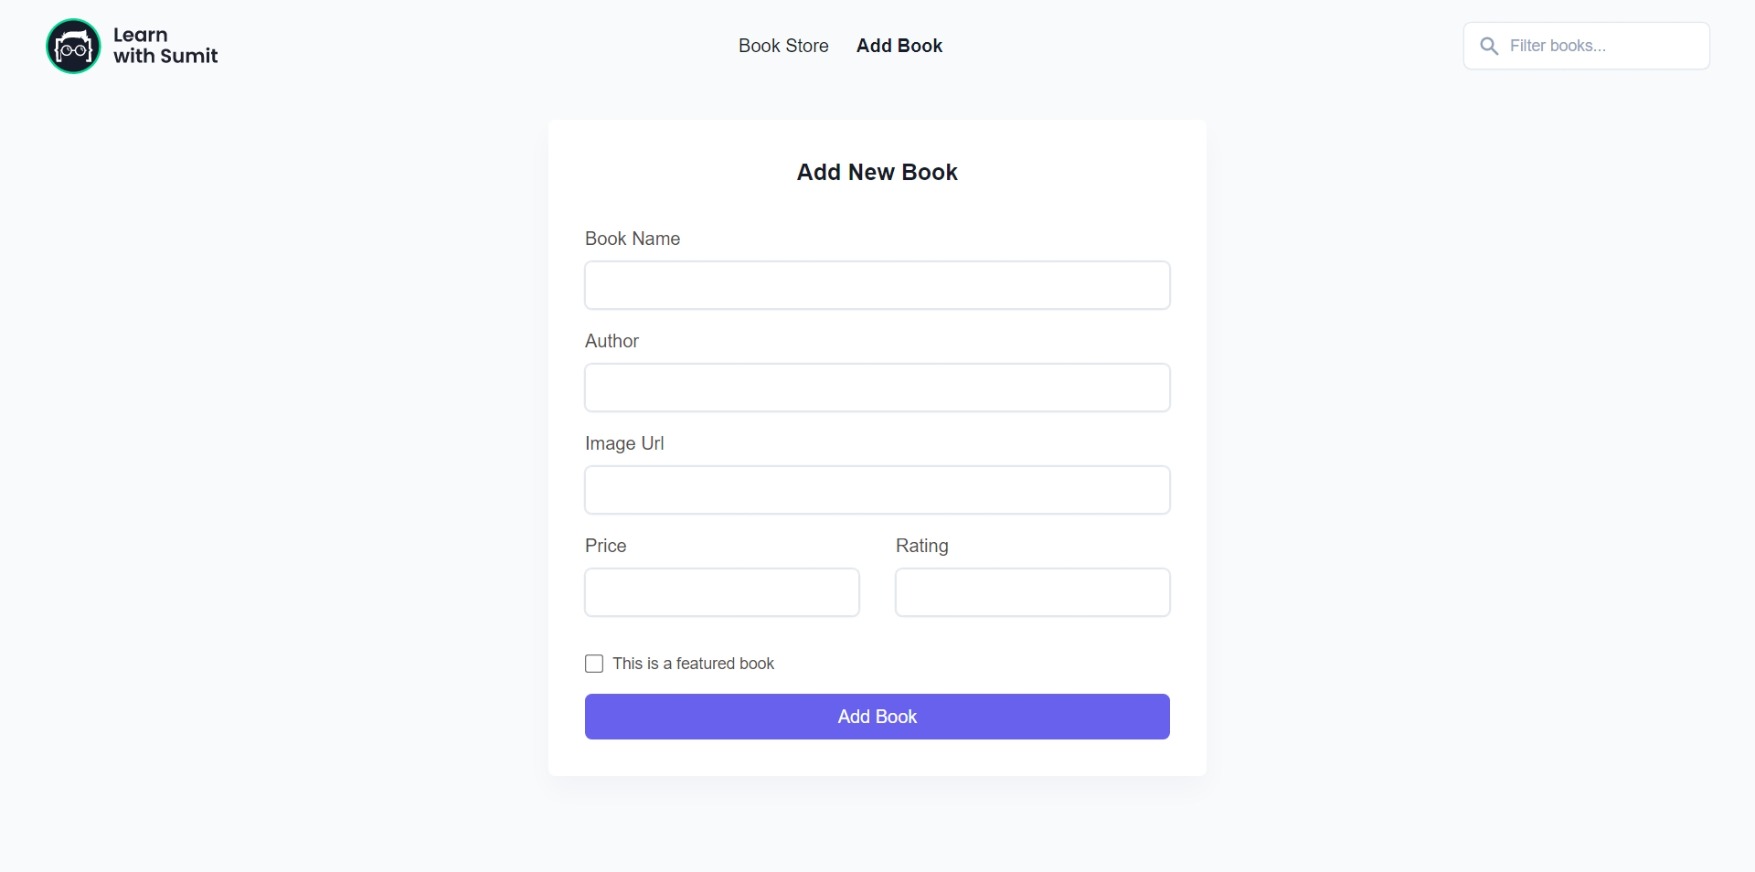 Learn
with Sumit
Book Store
Add Book
Filter books...
Add New Book
Book Name
Author
Image Url
Price
Rating
This is a featured book
Add Book